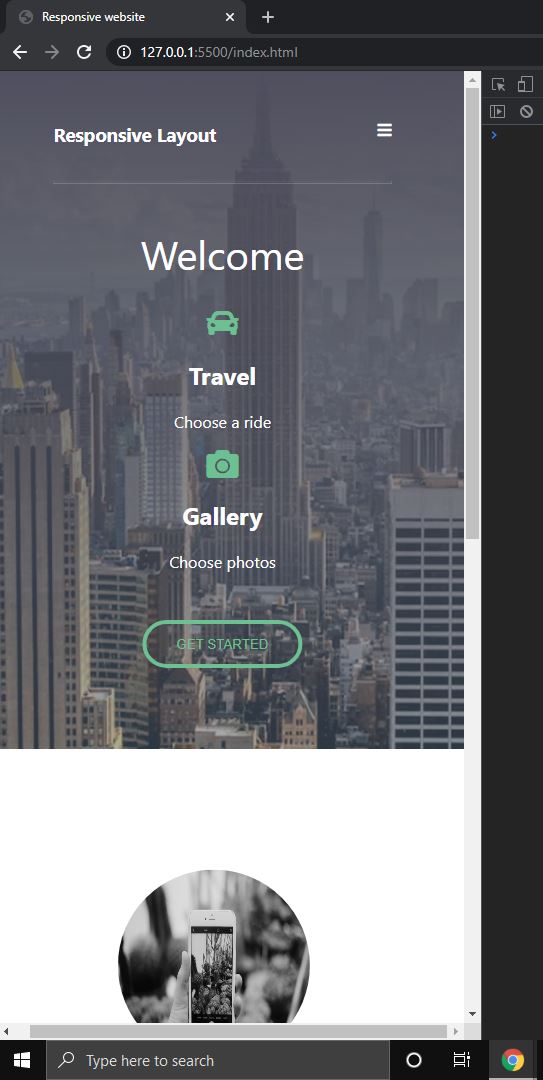 Responsive website
127.0.0.1:5500/index.html
Responsive Layout
Welcome
Travel
Choose a ride
Gallery
Choose photos
GET STARTED
Type here to search